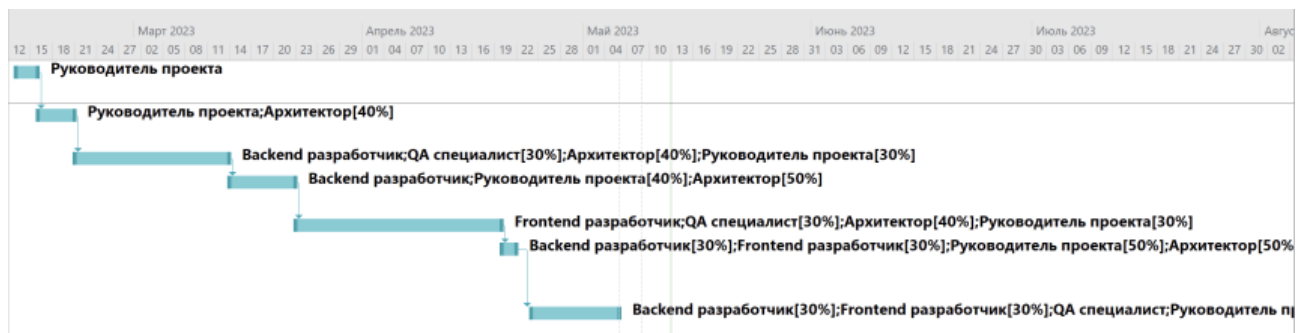 Март 2023 Апрель 2023 Май 2023 Июнь 2023 Июль 2023 Авгус
12 15 18 21 24 27 02 05 08 11 14 17 20 23 26 29 01 04 07 10 13 16 19 22 25 28 01 04 07 10 13 16 19 22 25 28 31 03 06 09 12 15 18 21 24 27 30 03 06 09 12 15 18 21 24 27 30 02
Руководитель проекта
Руководитель проекта;Архитектор[40%]
Backend разработчик;QA специалист[30%];Архитектор[40%];Руководитель проекта[30%]
Backend разработчик;Руководитель проекта[40%];Архитектор[50%]
Frontend разработчик;QA специалист[30%];Архитектор[40%];Руководитель проекта[30%]
Backend разработчик[30%];Frontend разработчик[30%];Руководитель проекта[50%];Архитектор[50%
Backend разработчик[30%];Frontend разработчик[30%];QA специалист;Руководитель п